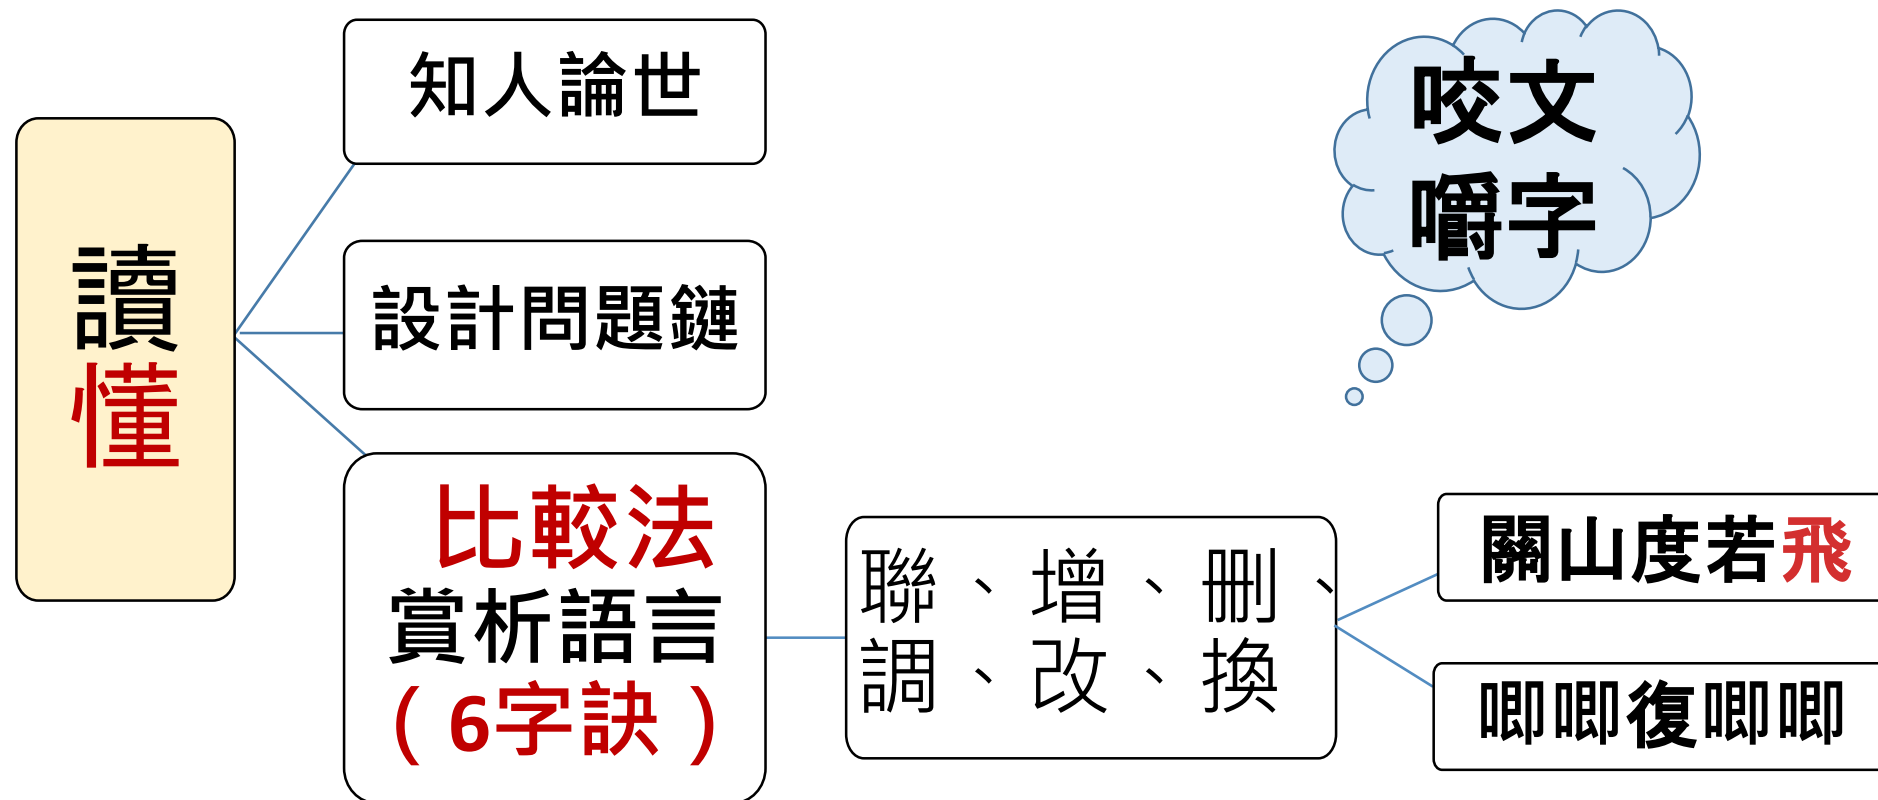 讀
懂
知人論世
設計問題鏈
比較法
賞析語言
（6字訣）
聯、增、刪、
調、改、換
咬文
嚼字
關山度若飛
唧唧復唧唧